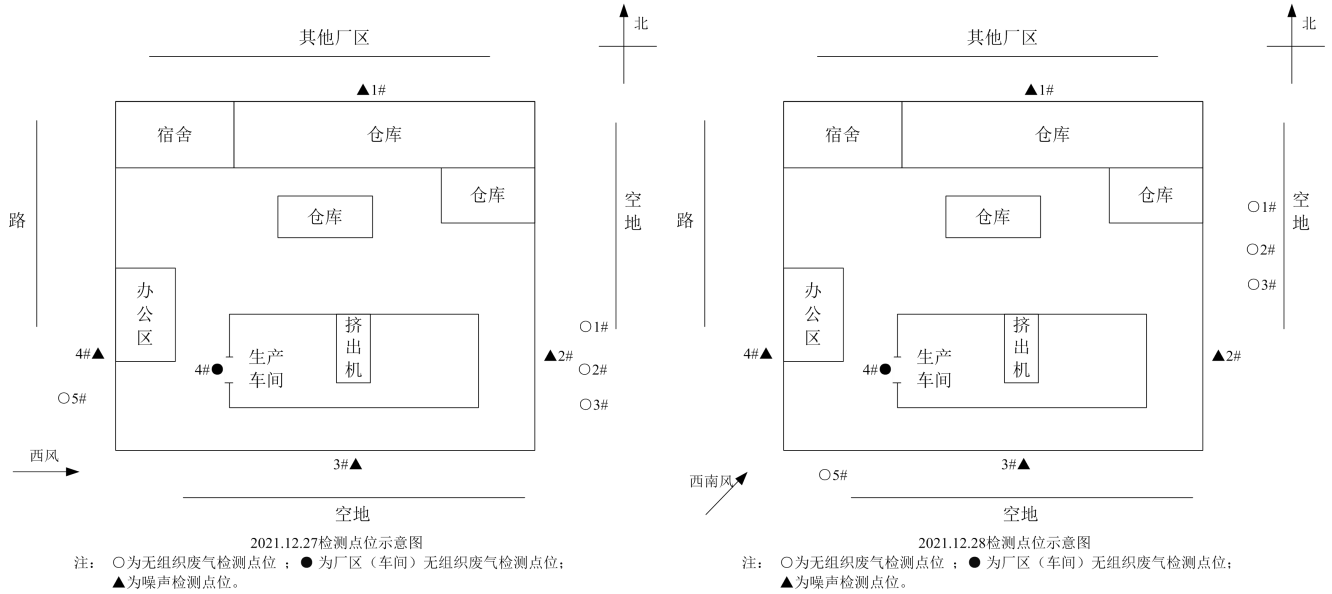 北
其他厂区
▲1#
宿舍
仓库
仓库
仓库
空地
路
办公区
挤出机
○1#
4#▲
生产
车间
4#●
▲2#
○2#
○5#
○3#
西风
3#▲
空地
2021.12.27检测点位示意图
注： ○为无组织废气检测点位 ；● 为厂区（车间）无组织废气检测点位；
▲为噪声检测点位。
北
其他厂区
▲1#
宿舍
仓库
仓库
仓库
空地
○1#
路
○2#
○3#
办公区
挤出机
4#▲
生产
车间
4#●
▲2#
3#▲
西南风
○5#
空地
2021.12.28检测点位示意图
注： ○为无组织废气检测点位 ；● 为厂区（车间）无组织废气检测点位；
▲为噪声检测点位。